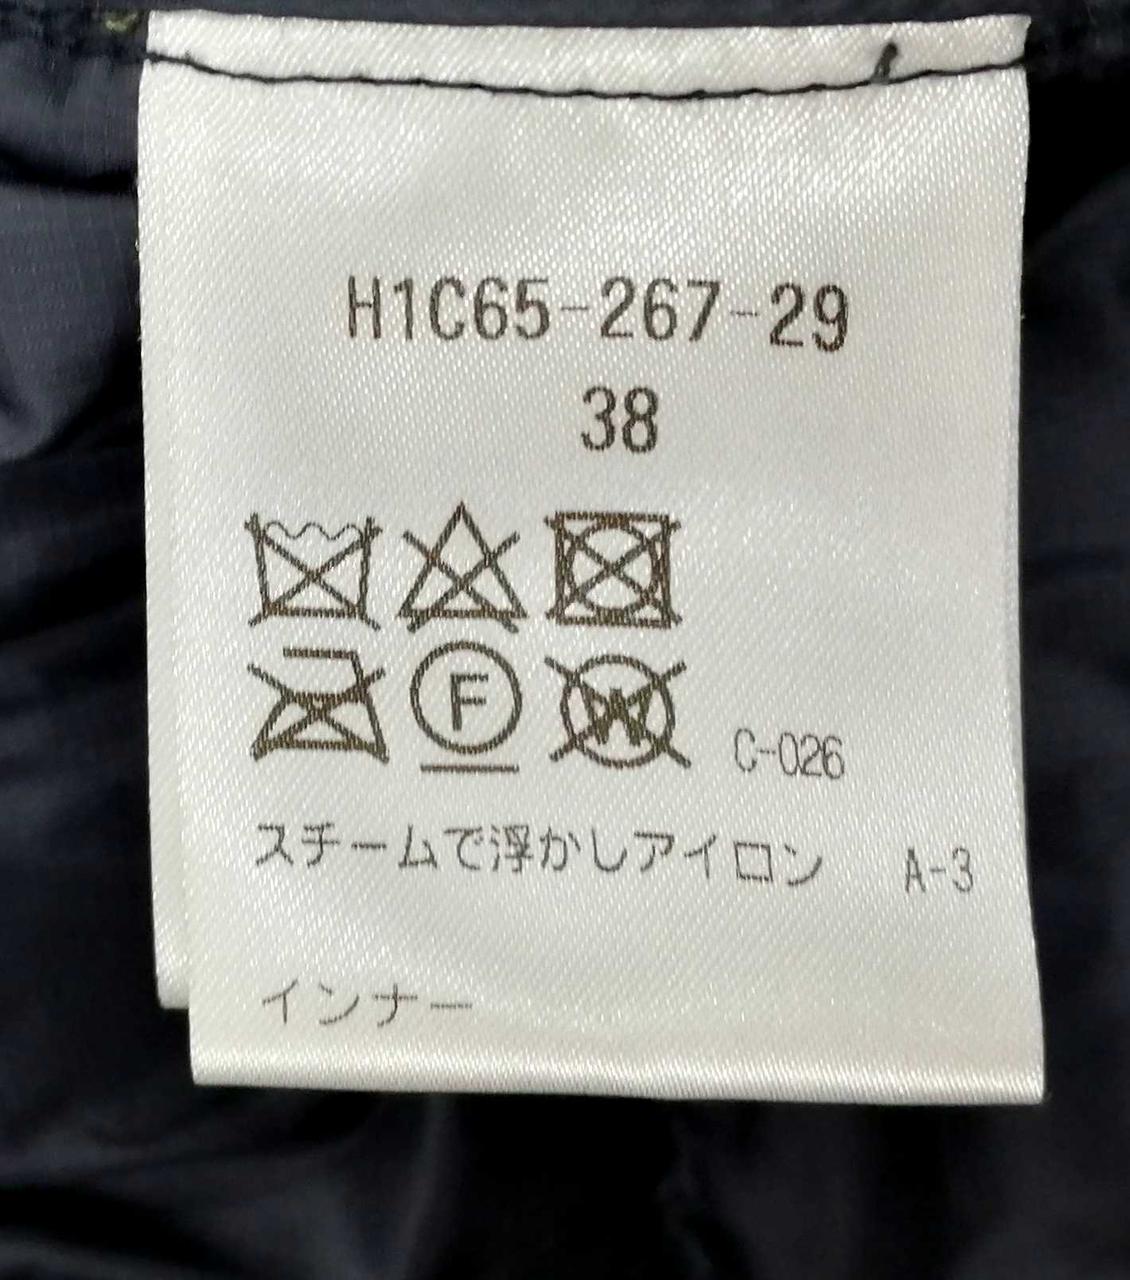 H1C65-267-29
38
F
W
C-026
スチームで浮かしアイロン A-3
インナー